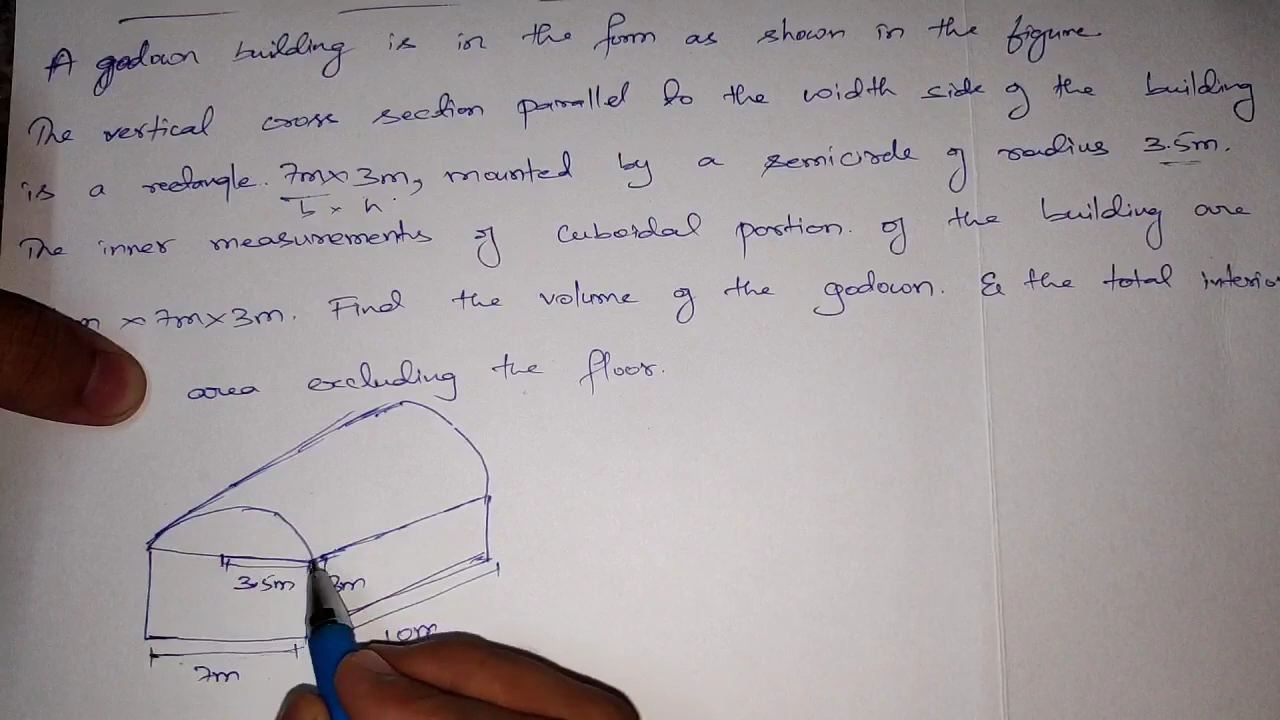 A godown building is in the form as shown in the figure
The vertical cross section parallel to the width side of the building
is a rectangle. 7m x 3m, mounted by a semicircle of radius 3.5m.
b x h.
The inner measurements of cuboidal portion. of the building are
x 7m x 3m. Find the volume of the godown. & the total interior
area excluding the floor.
3.5m 3m
10m
7m